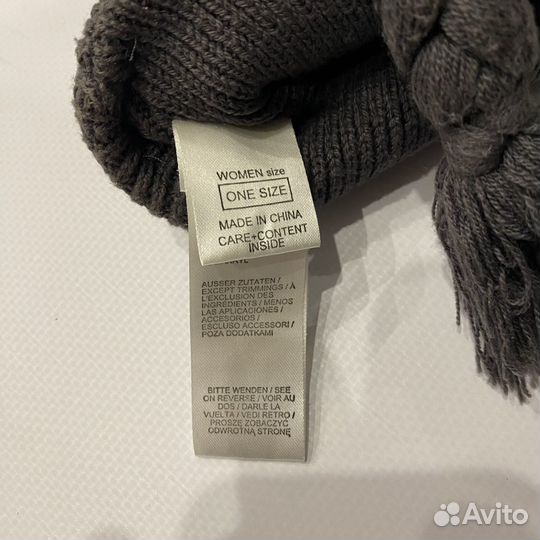 WOMEN size
ONE SIZE
MADE IN CHINA
CARE+CONTENT
INSIDE
AUSSER ZUTATEN /
EXCEPT TRIMMINGS / À
L'EXCLUSION DES
INGRÉDIENTS / MENOS
LAS APLICACIONES /
ACCESORIOS /
ESCLUSO ACCESSORI /
POZA DODATKAMI
BITTE WENDEN / SEE
ON REVERSE / VOIR AU
DOS / DARLE LA
VUELTA / VEDI RETRO /
PROSZĘ ZOBACZYĆ
ODWROTNĄ STRONĘ
Avito